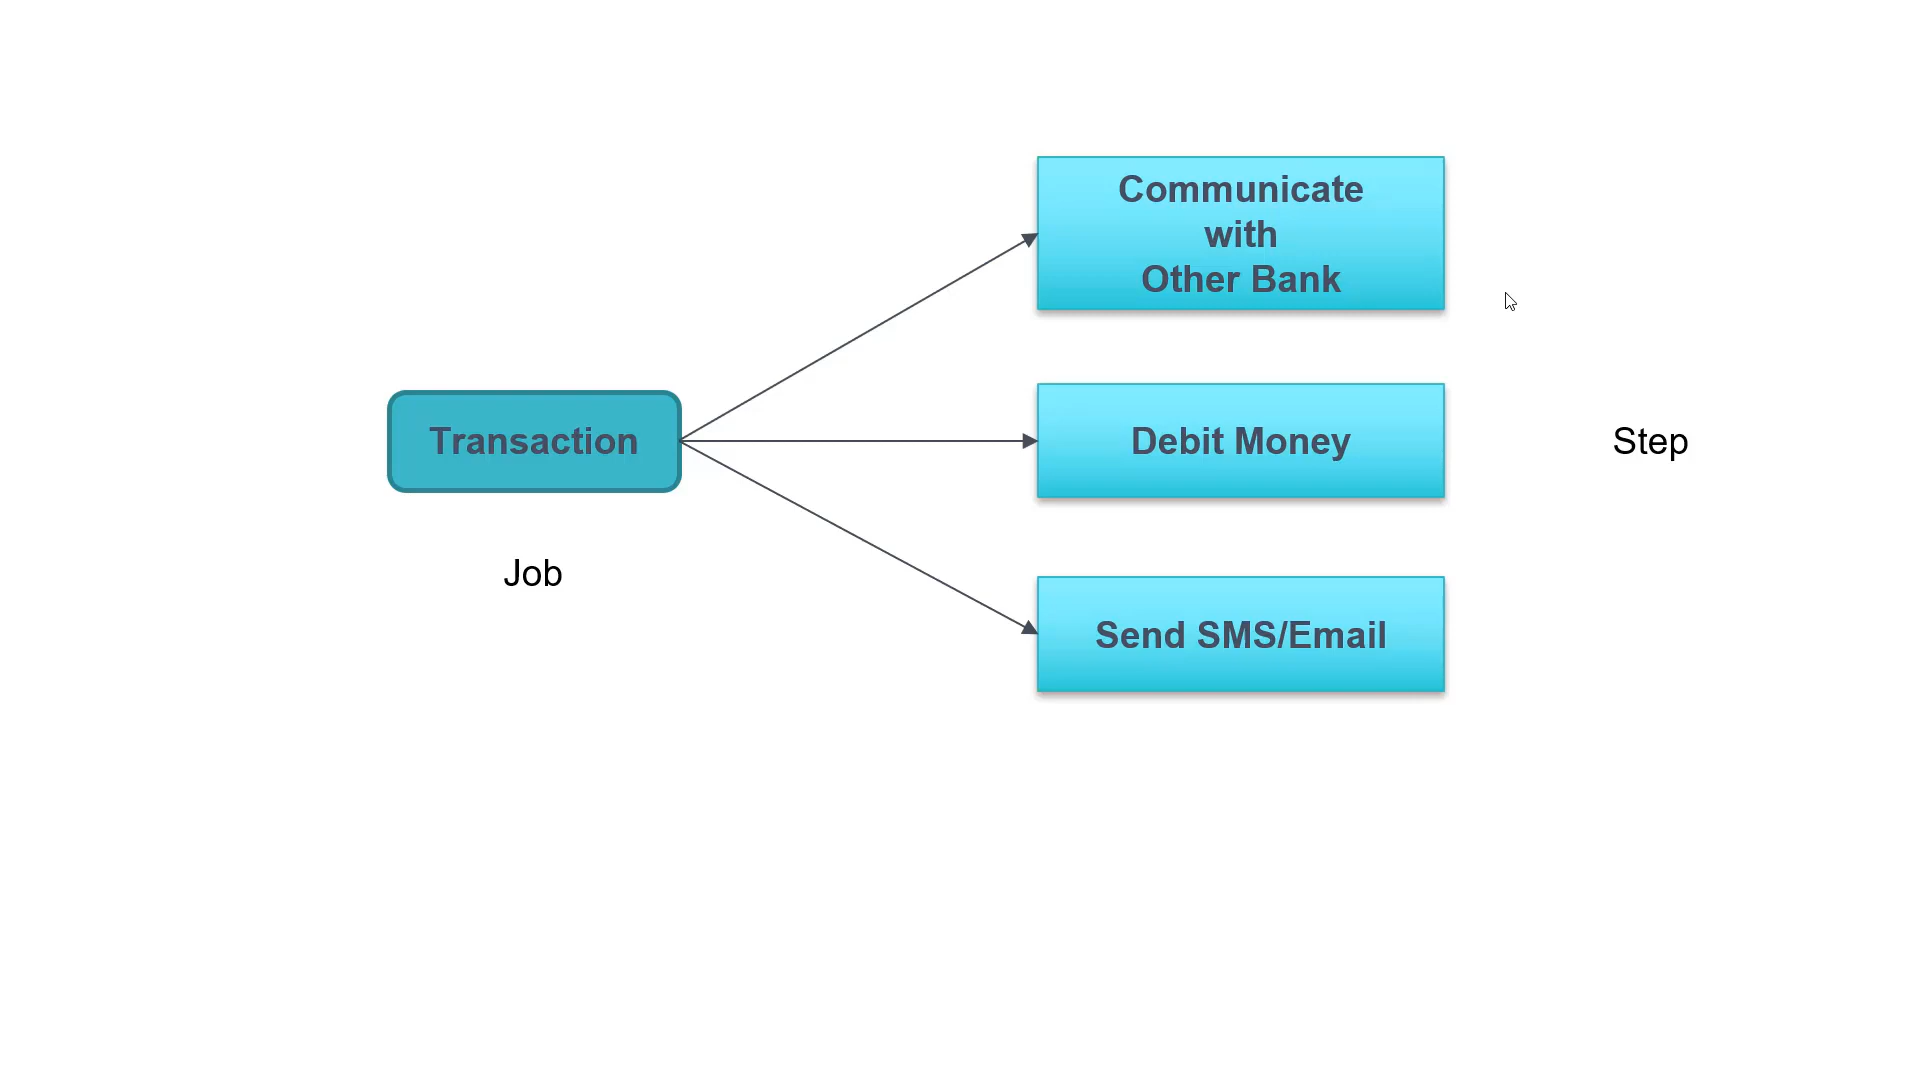 Communicate
with
Other Bank
Transaction
Debit Money
Step
Job
Send SMS/Email